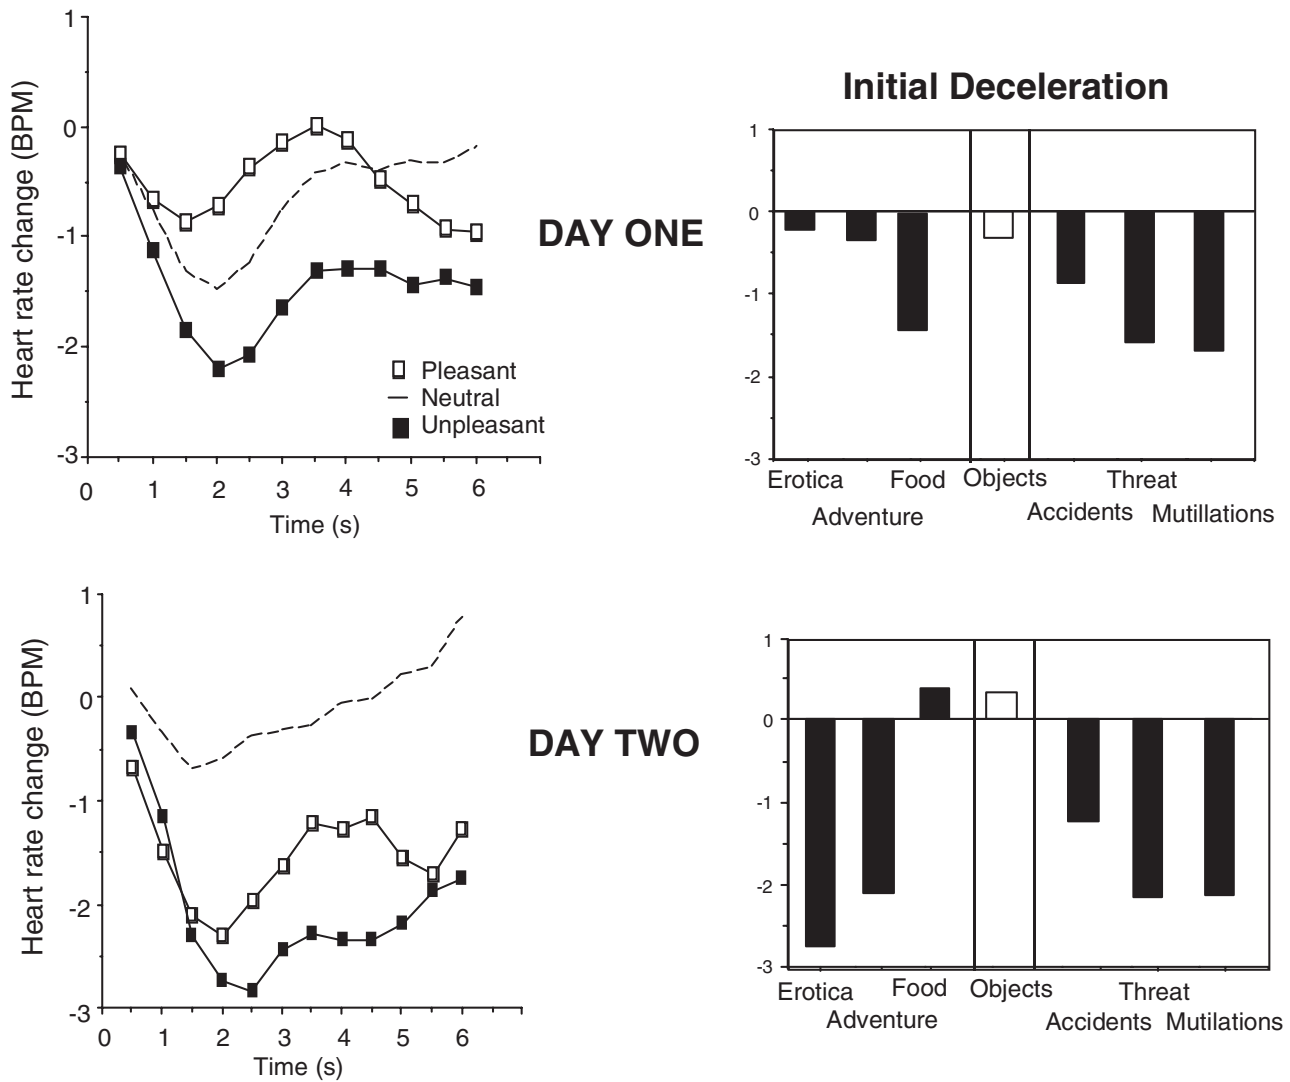 Heart rate change (BPM)
1
0
-1
-2
-3
Pleasant
Neutral
Unpleasant
0 1 2 3 4 5 6
Time (s)
DAY ONE
Initial Deceleration
1
0
-1
-2
-3
Erotica Food Objects Threat
Adventure Accidents Mutillations
Heart rate change (BPM)
1
0
-1
-2
-3
0 1 2 3 4 5 6
Time (s)
DAY TWO
1
0
-1
-2
-3
Erotica Food Objects Threat
Adventure Accidents Mutilations